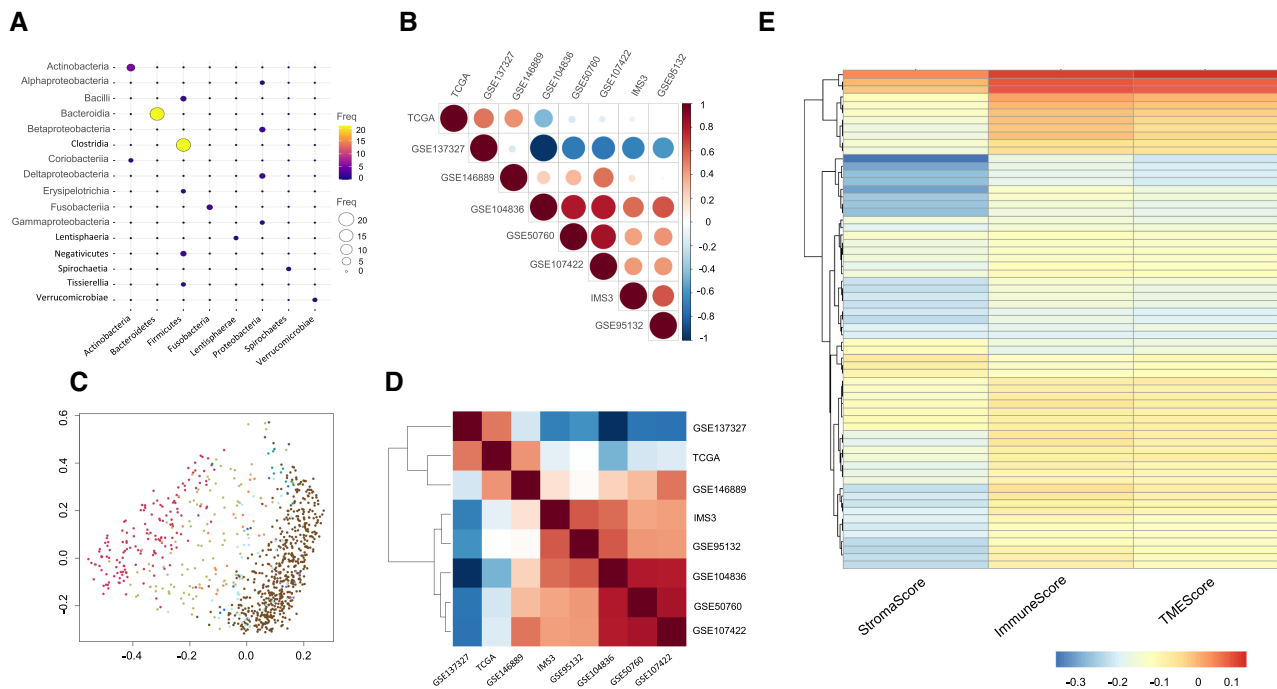 A
Actinobacteria
Alphaproteobacteria
Bacilli
Bacteroidia
Betaproteobacteria
Clostridia
Coriobacteriia
Deltaproteobacteria
Erysipelotrichia
Fusobacteriia
Gammaproteobacteria
Lentisphaeria
Negativicutes
Spirochaetia
Tissierellia
Verrucomicrobiae
Actinobacteria
Bacteroidetes
Firmicutes
Fusobacteria
Lentisphaerae
Proteobacteria
Spirochaetes
Verrucomicrobiae
Freq
20
15
10
5
0
Freq
20
15
10
5
0
B
TCGA
GSE137327
GSE146889
GSE104836
GSE50760
GSE107422
IMS3
GSE95132
TCGA
GSE137327
GSE146889
GSE104836
GSE50760
GSE107422
IMS3
GSE95132
1
0.8
0.6
0.4
0.2
0
-0.2
-0.4
-0.6
-0.8
-1
C
0.6
0.4
0.2
0.0
-0.2
-0.4
-0.2
0.0
0.2
D
GSE137327
TCGA
GSE146889
IMS3
GSE95132
GSE104836
GSE50760
GSE107422
GSE137327
TCGA
GSE146889
IMS3
GSE95132
GSE104836
GSE50760
GSE107422
E
StromaScore
ImmuneScore
TMEScore
-0.3
-0.2
-0.1
0
0.1